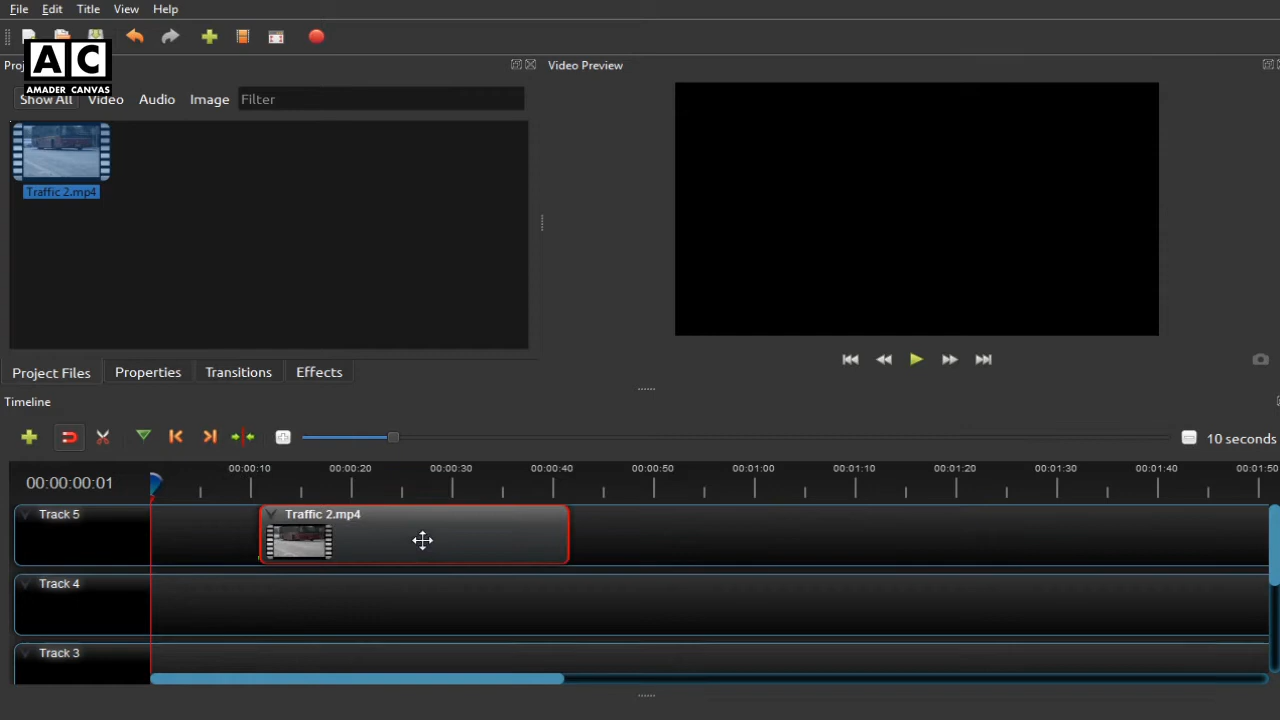 File Edit Title View Help
A C
AMADER CANVAS
Proj
Video Preview
Show All Video Audio Image Filter
Traffic 2.mp4
Project Files Properties Transitions Effects
Timeline
10 seconds
00:00:00:01
00:00:10 00:00:20 00:00:30 00:00:40 00:00:50 00:01:00 00:01:10 00:01:20 00:01:30 00:01:40 00:01:50
Track 5
Traffic 2.mp4
Track 4
Track 3